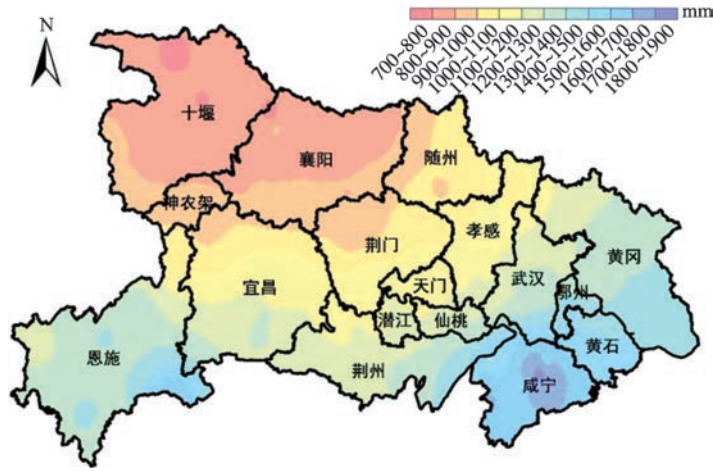 N
mm
700~800
800~900
900~1000
1000~1100
1100~1200
1200~1300
1300~1400
1400~1500
1500~1600
1600~1700
1700~1800
1800~1900
十堰
襄阳
随州
神农架
荆门
孝感
黄冈
宜昌
天门
武汉
鄂州
潜江
仙桃
恩施
荆州
黄石
咸宁